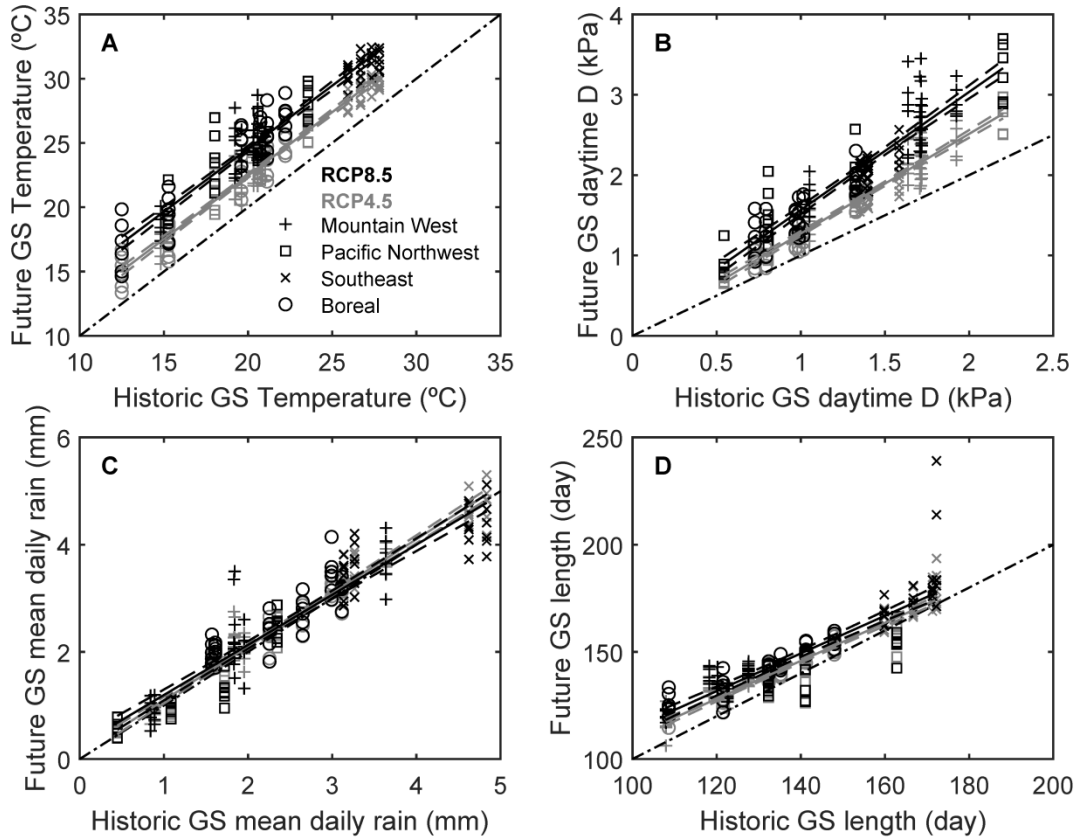 A
Future GS Temperature (ºC)
35
30
25
20
15
10
10 15 20 25 30 35
Historic GS Temperature (ºC)
RCP8.5
RCP4.5
Mountain West
Pacific Northwest
Southeast
Boreal
B
Future GS daytime D (kPa)
4
3
2
1
0
0 0.5 1 1.5 2 2.5
Historic GS daytime D (kPa)
C
Future GS mean daily rain (mm)
6
4
2
0
0 1 2 3 4 5
Historic GS mean daily rain (mm)
D
Future GS length (day)
250
200
150
100
100 120 140 160 180 200
Historic GS length (day)